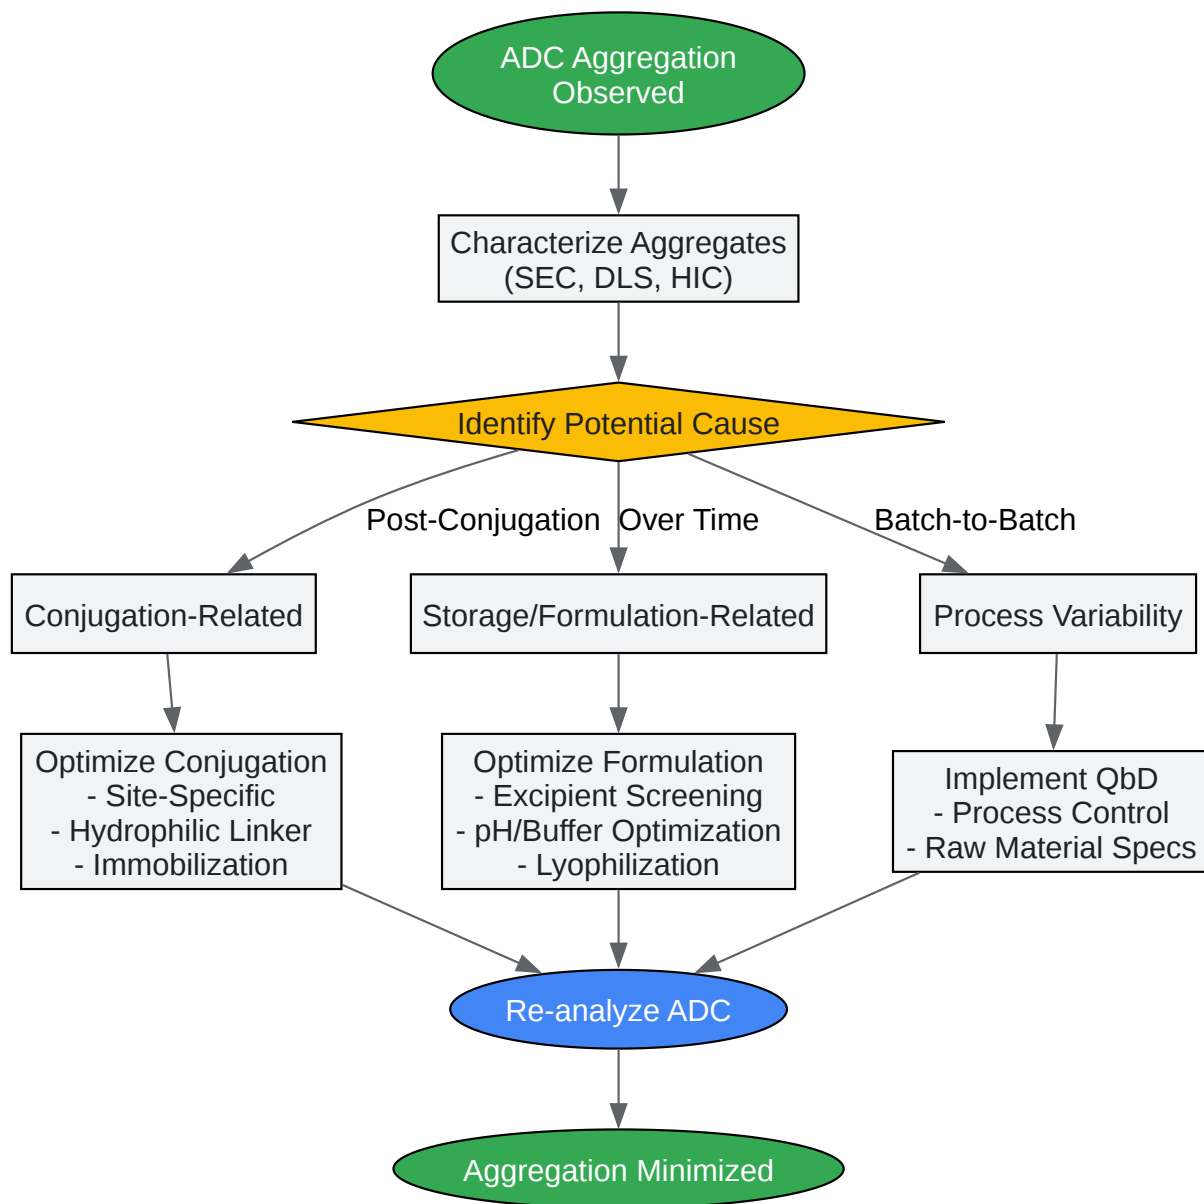 ADC Aggregation
Observed
Characterize Aggregates
(SEC, DLS, HIC)
Identify Potential Cause
Post-Conjugation
Over Time
Batch-to-Batch
Conjugation-Related
Storage/Formulation-Related
Process Variability
Optimize Conjugation
- Site-Specific
- Hydrophilic Linker
- Immobilization
Optimize Formulation
- Excipient Screening
- pH/Buffer Optimization
- Lyophilization
Implement QbD
- Process Control
- Raw Material Specs
Re-analyze ADC
Aggregation Minimized